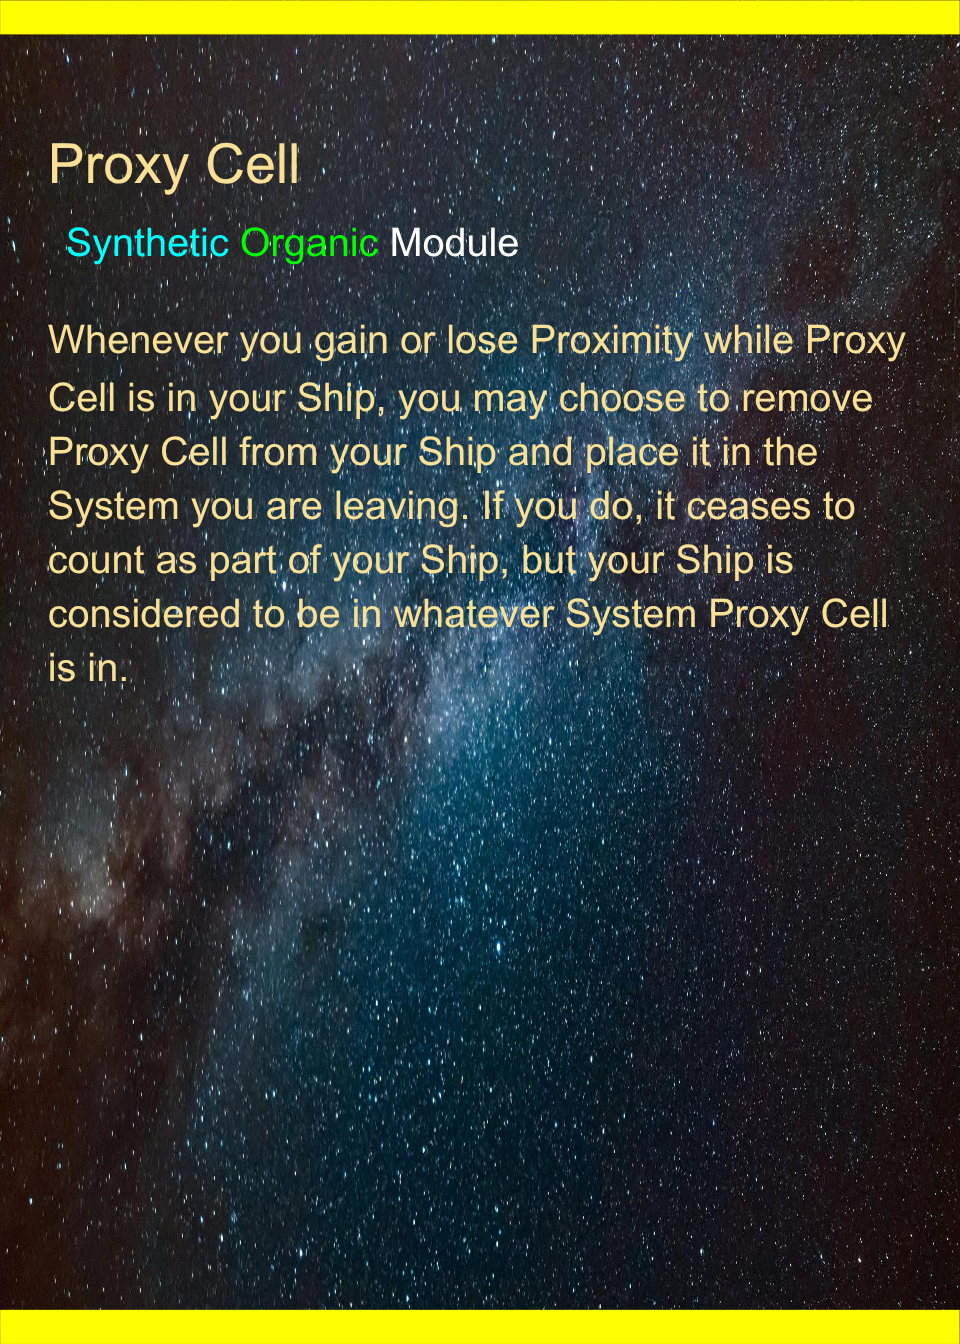 Proxy Cell
Synthetic Organic Module
Whenever you gain or lose Proximity while Proxy
Cell is in your Ship, you may choose to remove
Proxy Cell from your Ship and place it in the
System you are leaving. If you do, it ceases to
count as part of your Ship, but your Ship is
considered to be in whatever System Proxy Cell
is in.